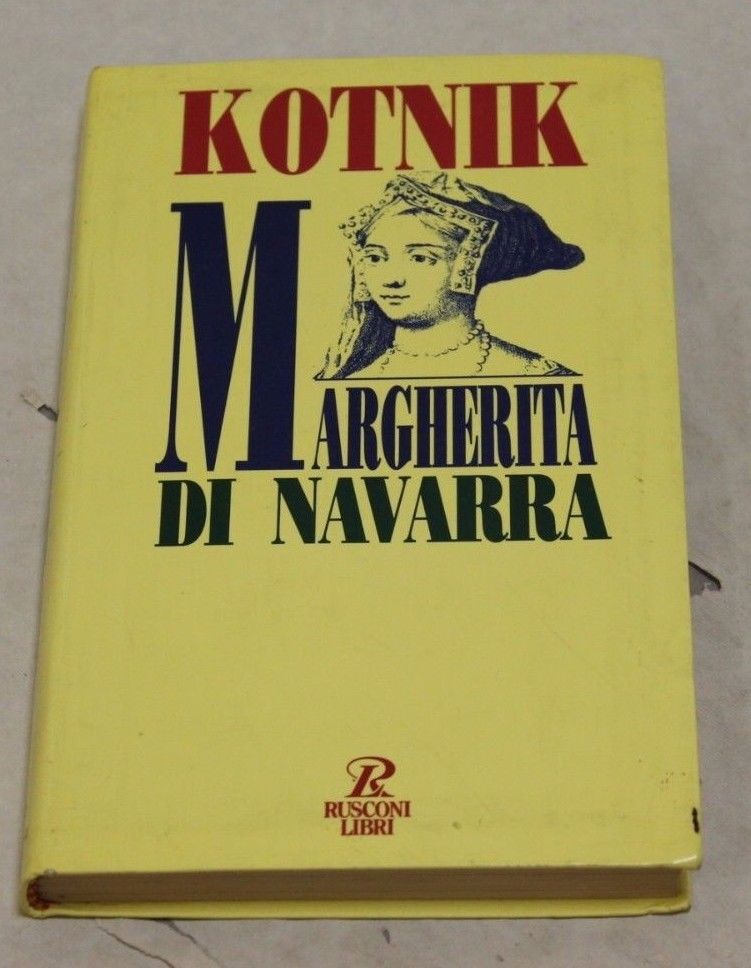 KOTNIK
MARGHERITA
DI NAVARRA
RUSCONI
LIBRI